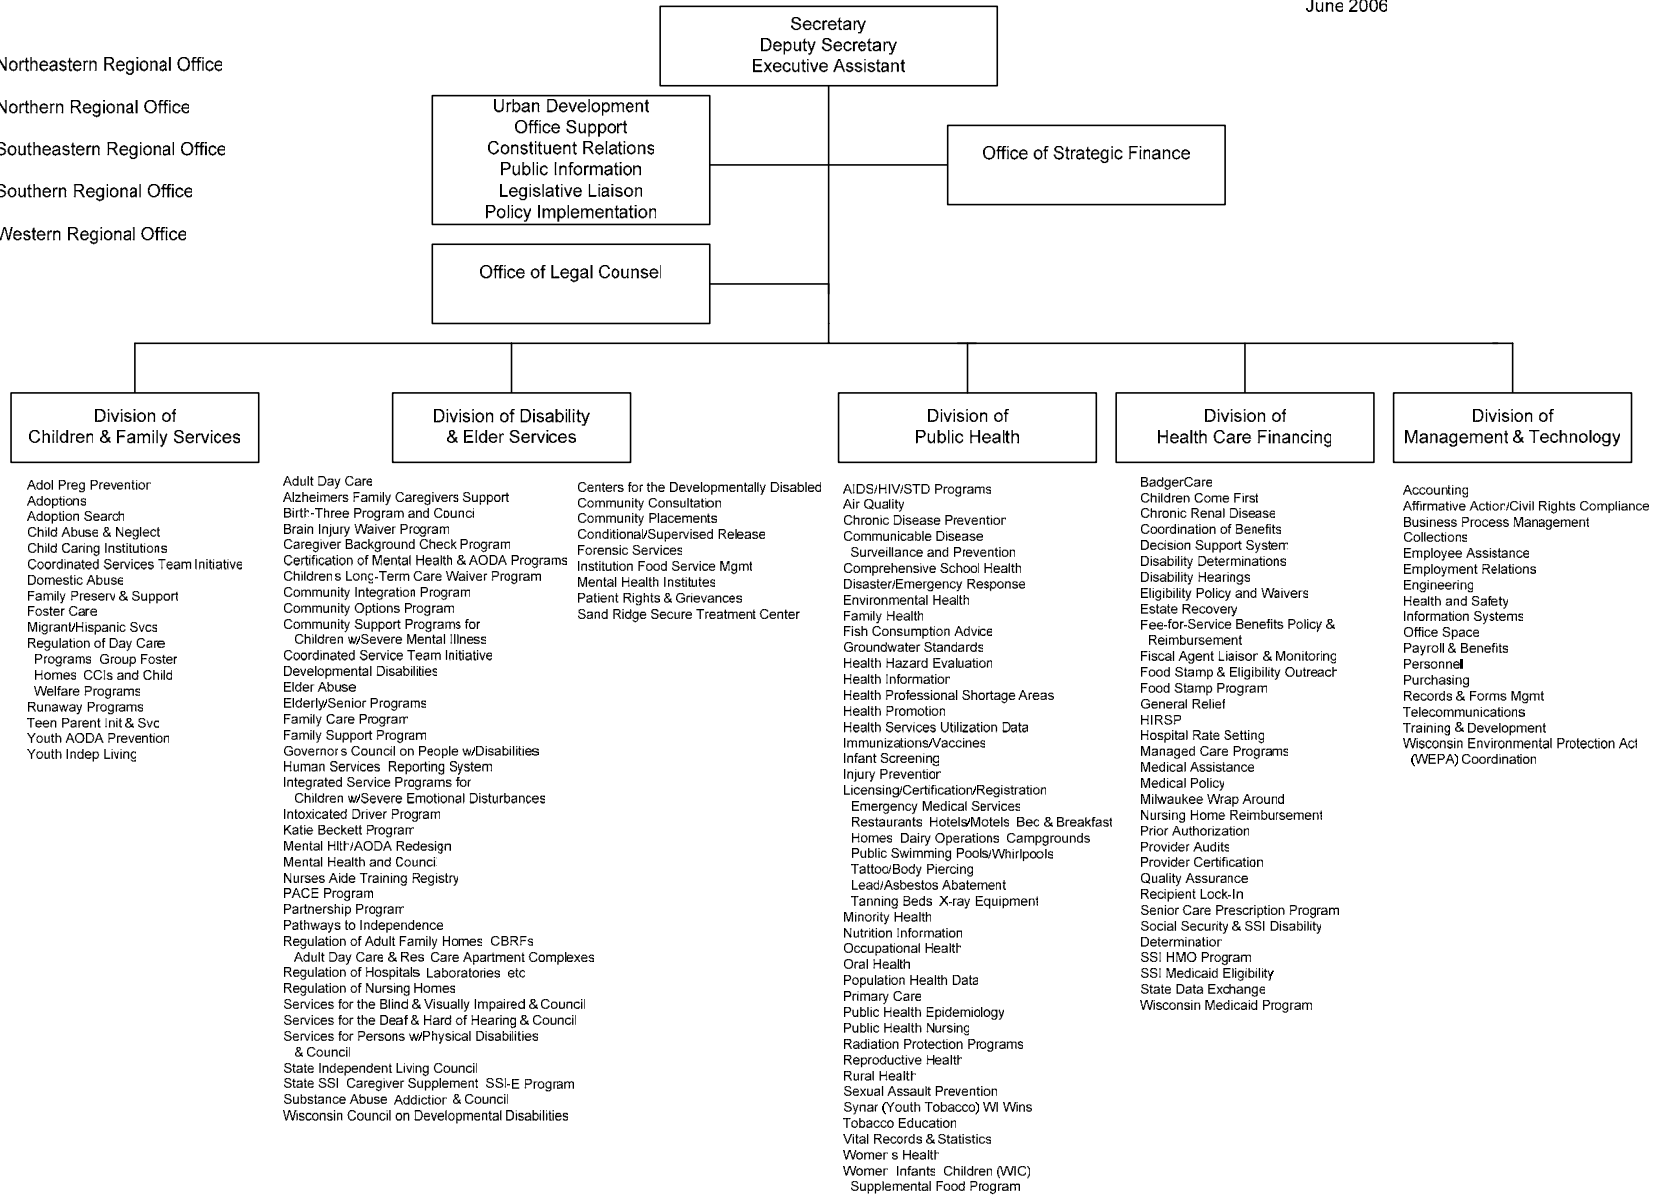 June 2006
Secretary
Deputy Secretary
Executive Assistant
Northeastern Regional Office
Northern Regional Office
Southeastern Regional Office
Southern Regional Office
Western Regional Office
Urban Development
Office Support
Constituent Relations
Public Information
Legislative Liaison
Policy Implementation
Office of Strategic Finance
Office of Legal Counsel
Division of
Children & Family Services
Adol Preg Prevention
Adoptions
Adoption Search
Child Abuse & Neglect
Child Caring Institutions
Coordinated Services Team Initiative
Domestic Abuse
Family Preserv & Support
Foster Care
Migrant/Hispanic Svcs
Regulation of Day Care
Programs Group Foster
Homes CCIs and Child
Welfare Programs
Runaway Programs
Teen Parent Init & Svc
Youth AODA Prevention
Youth Indep Living
Division of Disability
& Elder Services
Adult Day Care
Alzheimers Family Caregivers Support
Birth-Three Program and Council
Brain Injury Waiver Program
Caregiver Background Check Program
Certification of Mental Health & AODA Programs
Childrens Long-Term Care Waiver Program
Community Integration Program
Community Options Program
Community Support Programs for
Children w/Severe Mental Illness
Coordinated Service Team Initiative
Developmental Disabilities
Elder Abuse
Elderly/Senior Programs
Family Care Program
Family Support Program
Governors Council on People w/Disabilities
Human Services Reporting System
Integrated Service Programs for
Children w/Severe Emotional Disturbances
Intoxicated Driver Program
Katie Beckett Program
Mental Hlth/AODA Redesign
Mental Health and Council
Nurses Aide Training Registry
PACE Program
Partnership Program
Pathways to Independence
Regulation of Adult Family Homes CBRFs
Adult Day Care & Res Care Apartment Complexes
Regulation of Hospitals Laboratories etc
Regulation of Nursing Homes
Services for the Blind & Visually Impaired & Council
Services for the Deaf & Hard of Hearing & Council
Services for Persons w/Physical Disabilities
& Council
State Independent Living Council
State SSI Caregiver Supplement SSI-E Program
Substance Abuse Addiction & Council
Wisconsin Council on Developmental Disabilities
Centers for the Developmentally Disabled
Community Consultation
Community Placements
Conditional/Supervised Release
Forensic Services
Institution Food Service Mgmt
Mental Health Institutes
Patient Rights & Grievances
Sand Ridge Secure Treatment Center
Division of
Public Health
AIDS/HIV/STD Programs
Air Quality
Chronic Disease Prevention
Communicable Disease
Surveillance and Prevention
Comprehensive School Health
Disaster/Emergency Response
Environmental Health
Family Health
Fish Consumption Advice
Groundwater Standards
Health Hazard Evaluation
Health Information
Health Professional Shortage Areas
Health Promotion
Health Services Utilization Data
Immunizations/Vaccines
Infant Screening
Injury Prevention
Licensing/Certification/Registration
Emergency Medical Services
Restaurants Hotels/Motels Bed & Breakfast
Homes Dairy Operations Campgrounds
Public Swimming Pools/Whirlpools
Tattoo/Body Piercing
Lead/Asbestos Abatement
Tanning Beds X-ray Equipment
Minority Health
Nutrition Information
Occupational Health
Oral Health
Population Health Data
Primary Care
Public Health Epidemiology
Public Health Nursing
Radiation Protection Programs
Reproductive Health
Rural Health
Sexual Assault Prevention
Synar (Youth Tobacco) WI Wins
Tobacco Education
Vital Records & Statistics
Women s Health
Women Infants Children (WIC)
Supplemental Food Program
Division of
Health Care Financing
BadgerCare
Children Come First
Chronic Renal Disease
Coordination of Benefits
Decision Support System
Disability Determinations
Disability Hearings
Eligibility Policy and Waivers
Estate Recovery
Fee-for-Service Benefits Policy &
Reimbursement
Fiscal Agent Liaison & Monitoring
Food Stamp & Eligibility Outreach
Food Stamp Program
General Relief
HIRSP
Hospital Rate Setting
Managed Care Programs
Medical Assistance
Medical Policy
Milwaukee Wrap Around
Nursing Home Reimbursement
Prior Authorization
Provider Audits
Provider Certification
Quality Assurance
Recipient Lock-In
Senior Care Prescription Program
Social Security & SSI Disability
Determination
SSI HMO Program
SSI Medicaid Eligibility
State Data Exchange
Wisconsin Medicaid Program
Division of
Management & Technology
Accounting
Affirmative Action/Civil Rights Compliance
Business Process Management
Collections
Employee Assistance
Employment Relations
Engineering
Health and Safety
Information Systems
Office Space
Payroll & Benefits
Personnel
Purchasing
Records & Forms Mgmt
Telecommunications
Training & Development
Wisconsin Environmental Protection Act
(WEPA) Coordination